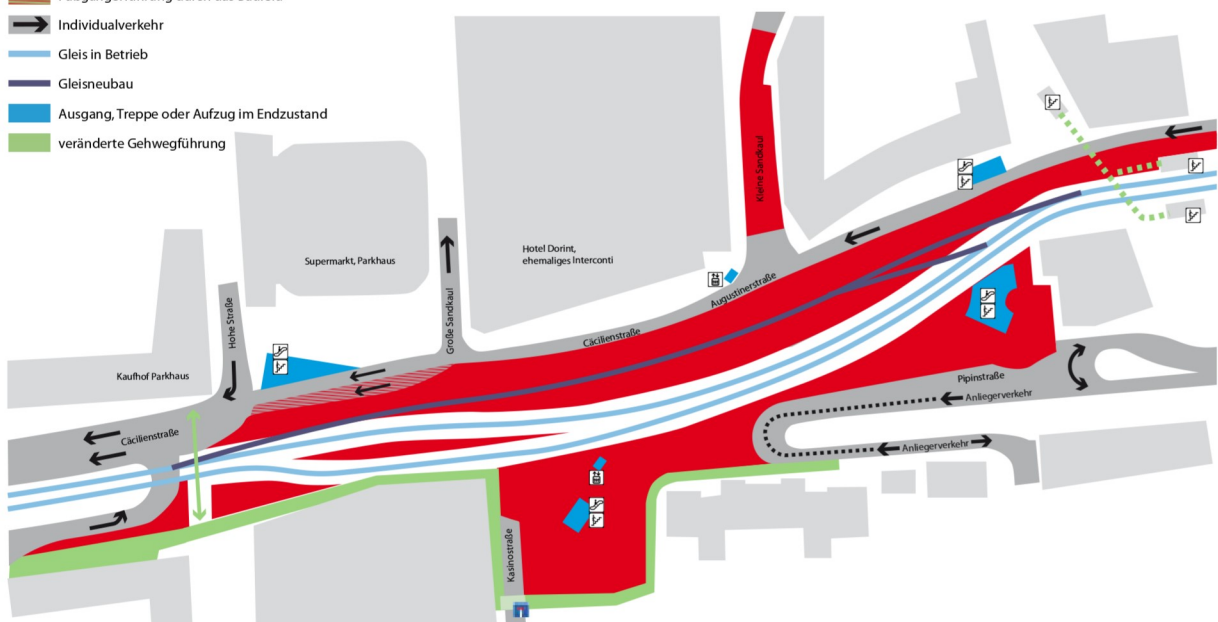 Individualverkehr
Gleis in Betrieb
Gleisneubau
Ausgang, Treppe oder Aufzug im Endzustand
veränderte Gehwegführung
Supermarkt, Parkhaus
Hotel Dorint,
ehemaliges Interconti
Kleine Sandkaul
Große Sandkaul
Hohe Straße
Augustinerstraße
Cäcilienstraße
Kaufhof Parkhaus
Cäcilienstraße
Pipinstraße
Anliegerverkehr
Anliegerverkehr
Kasinostraße